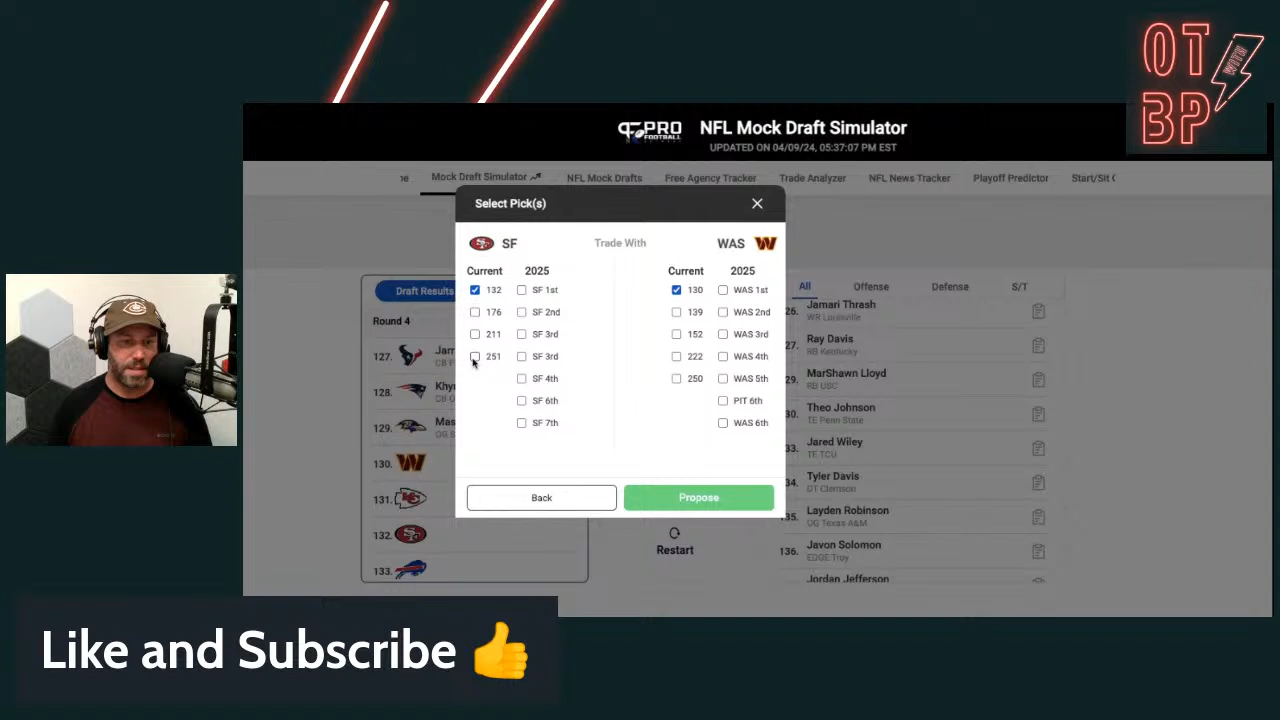 OT
WITH
BP
PRO
FOOTBALL
NFL Mock Draft Simulator
UPDATED ON 04/09/24, 05:37:07 PM EST
Mock Draft Simulator
NFL Mock Drafts
Free Agency Tracker
Trade Analyzer
NFL News Tracker
Playoff Predictor
Start/Sit
Select Pick(s)
SF
Trade With
WAS
Current 2025
Current 2025
132 SF 1st
130 WAS 1st
176 SF 2nd
139 WAS 2nd
211 SF 3rd
152 WAS 3rd
251 SF 3rd
222 WAS 4th
SF 4th
250 WAS 5th
SF 6th
PIT 6th
SF 7th
WAS 6th
Back
Propose
Draft Results
Round 4
127.
128.
129.
130.
131.
132.
133.
Restart
All
Offense
Defense
S/T
Jamari Thrash
WR Louisville
Ray Davis
RB Kentucky
MarShawn Lloyd
RB USC
Theo Johnson
TE Penn State
Jared Wiley
TE TCU
Tyler Davis
DT Clemson
Layden Robinson
OG Texas A&M
136. Javon Solomon
EDGE Troy
Jordan Jefferson
Like and Subscribe 👍